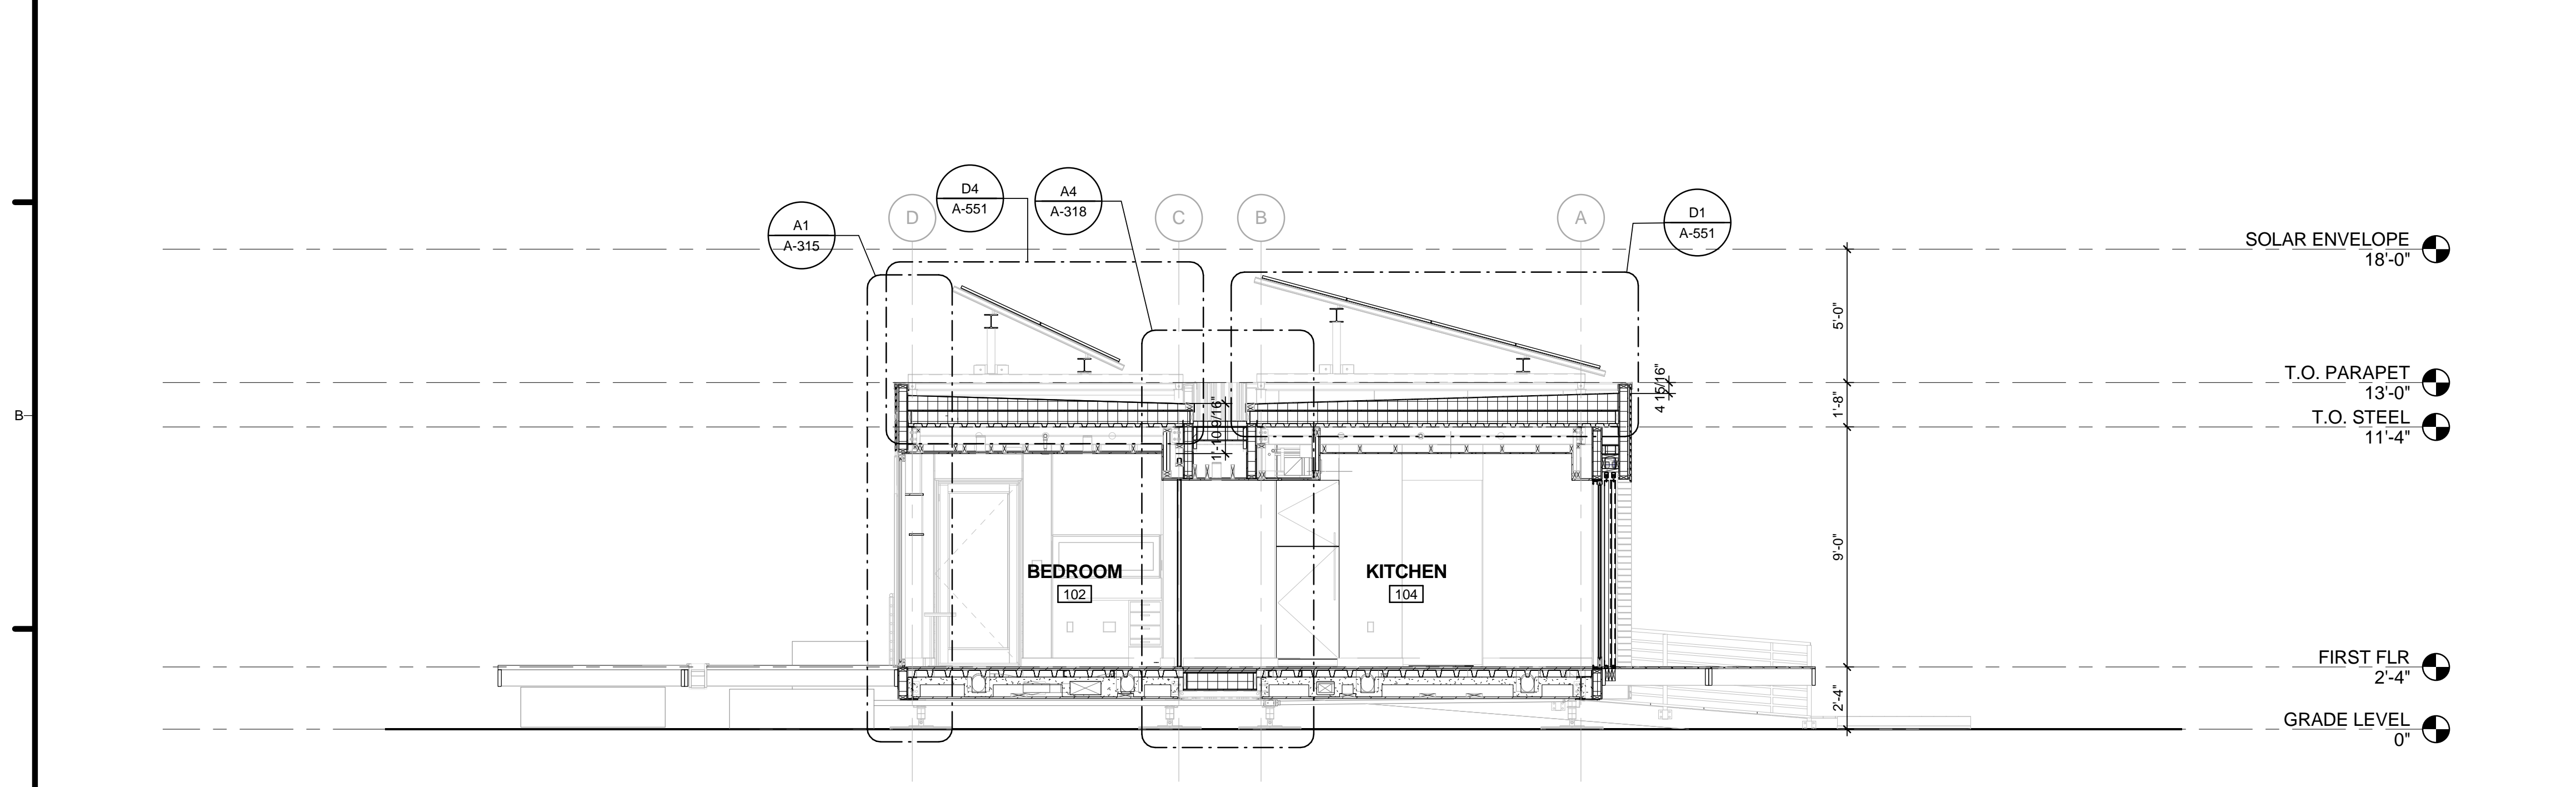 D4
A-551
A4
A-318
D1
A-551
A1
A-315
D
C
B
A
SOLAR ENVELOPE
18'-0"
5'-0"
T.O. PARAPET
13'-0"
4 15/16"
1'-8"
T.O. STEEL
11'-4"
B
1'-10 9/16"
9'-0"
BEDROOM
102
KITCHEN
104
FIRST FLR
2'-4"
2'-4"
GRADE LEVEL
0"